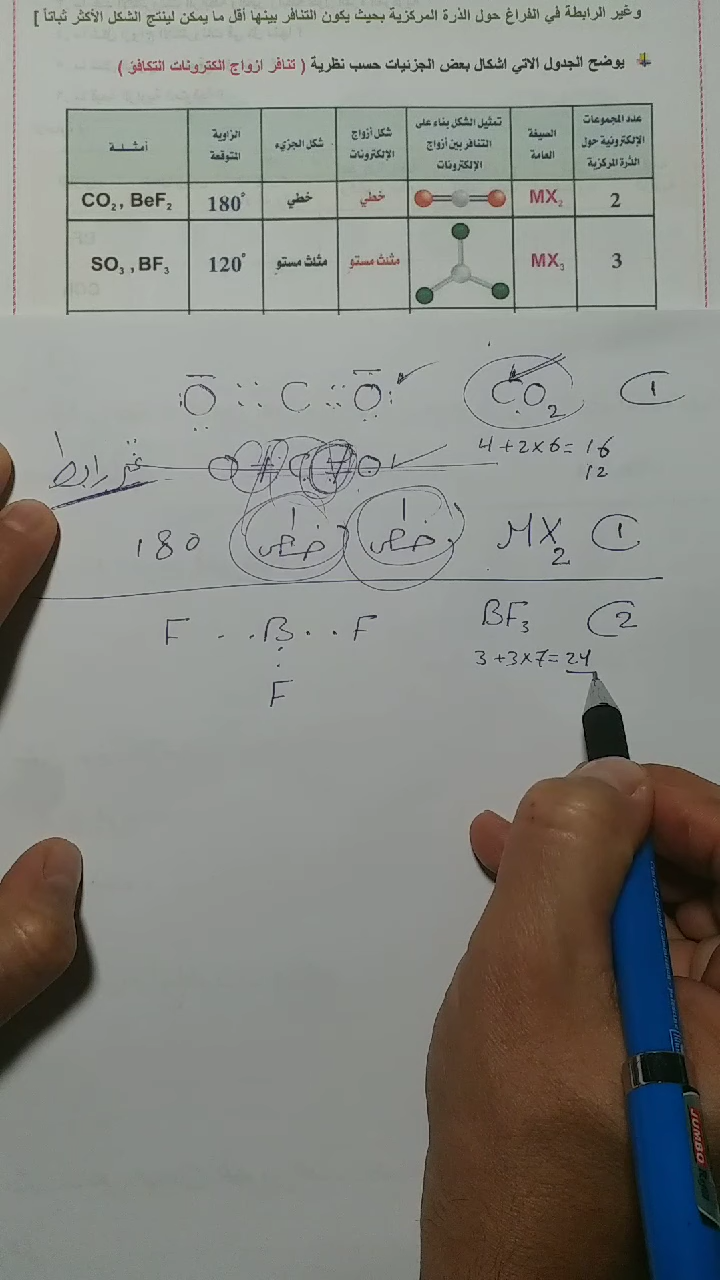 وغير الرابطة في الفراغ حول الذرة المركزية بحيث يكون التنافر بينها أقل ما يمكن لينتج الشكل الأكثر ثباتاً ]
يوضح الجدول الاتي اشكال بعض الجزئيات حسب نظرية ( تنافر ازواج الكترونات التكافؤ )
عدد المجموعات الإلكترونية حول الذرة المركزية | الصيغة العامة | تمثيل الشكل بناء على التنافر بين أزواج الإلكترونات | شكل أزواج الإلكترونات | شكل الجزيء | الزاوية المتوقعة | أمثلة
2 | MX₂ | خطي | خطي | 180° | CO₂ , BeF₂
3 | MX₃ | مثلث مستو | مثلث مستو | 120° | SO₃ , BF₃
1 CO₂ :O :: C :: O:
4+2×6=16
12
غير رابط
1 MX₂ خطي خطي 180
2 BF₃ F . . B . . F
3+3×7=24
F
JUMBO